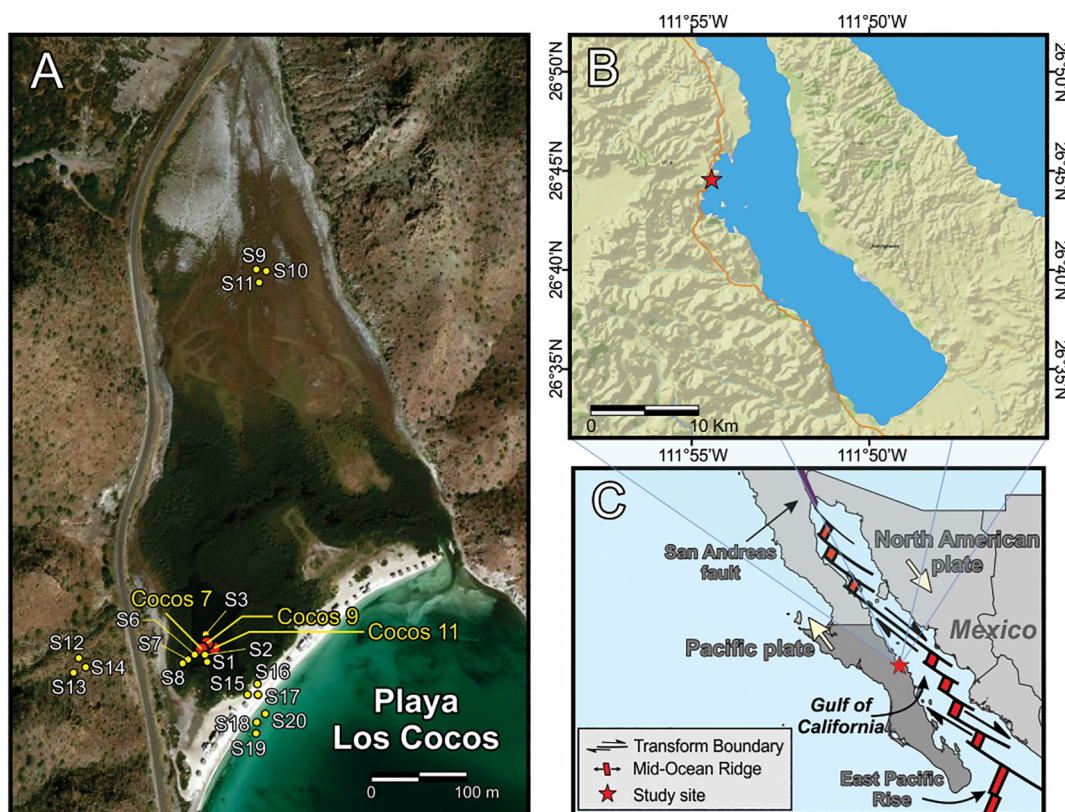 A
S9
S10
S11
Cocos 7
S3
Cocos 9
S6
Cocos 11
S7
S2
S12
S1
S14
S8
S16
S13
S15
S17
S20
S18
S19
Playa
Los Cocos
100 m
B
111°55'W
111°50'W
26°50'N
26°50'N
26°45'N
26°45'N
26°40'N
26°40'N
26°35'N
26°35'N
0
10 Km
111°55'W
111°50'W
C
San Andreas
fault
North American
plate
Pacific plate
Mexico
Gulf of
California
East Pacific
Rise
Transform Boundary
Mid-Ocean Ridge
Study site